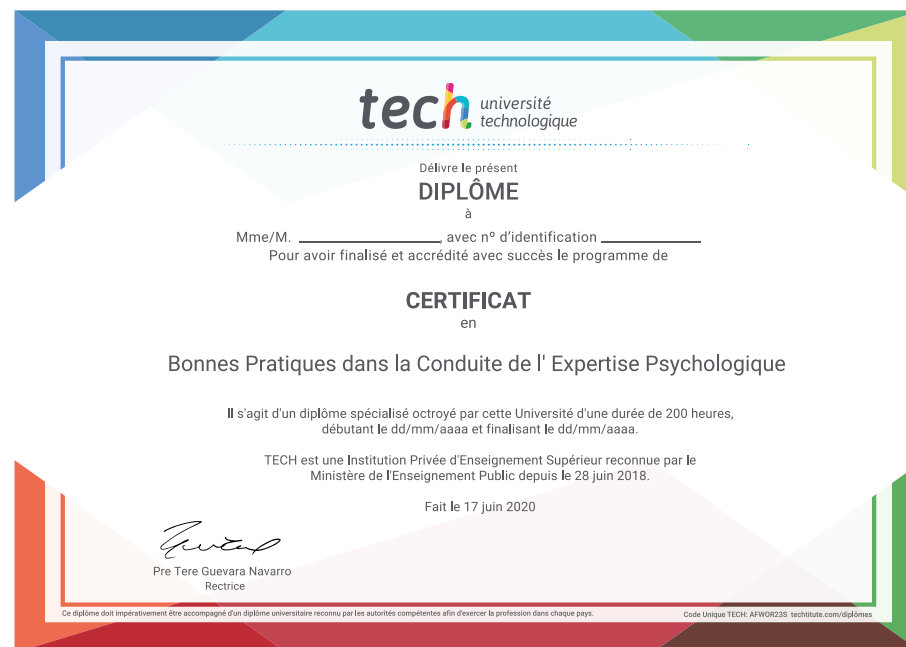 tech université
technologique
Délivre le présent
DIPLÔME
à
Mme/M. ____________, avec nº d'identification ____________
Pour avoir finalisé et accrédité avec succès le programme de
CERTIFICAT
en
Bonnes Pratiques dans la Conduite de l' Expertise Psychologique
Il s'agit d'un diplôme spécialisé octroyé par cette Université d'une durée de 200 heures,
débutant le dd/mm/aaaa et finalisant le dd/mm/aaaa.
TECH est une Institution Privée d'Enseignement Supérieur reconnue par le
Ministère de l'Enseignement Public depuis le 28 juin 2018.
Fait le 17 juin 2020
Pre Tere Guevara Navarro
Rectrice
Ce diplôme doit impérativement être accompagné d'un diplôme universitaire reconnu par les autorités compétentes afin d'exercer la profession dans chaque pays.
Code Unique TECH: AFWOR23S techtitute.com/diplômes